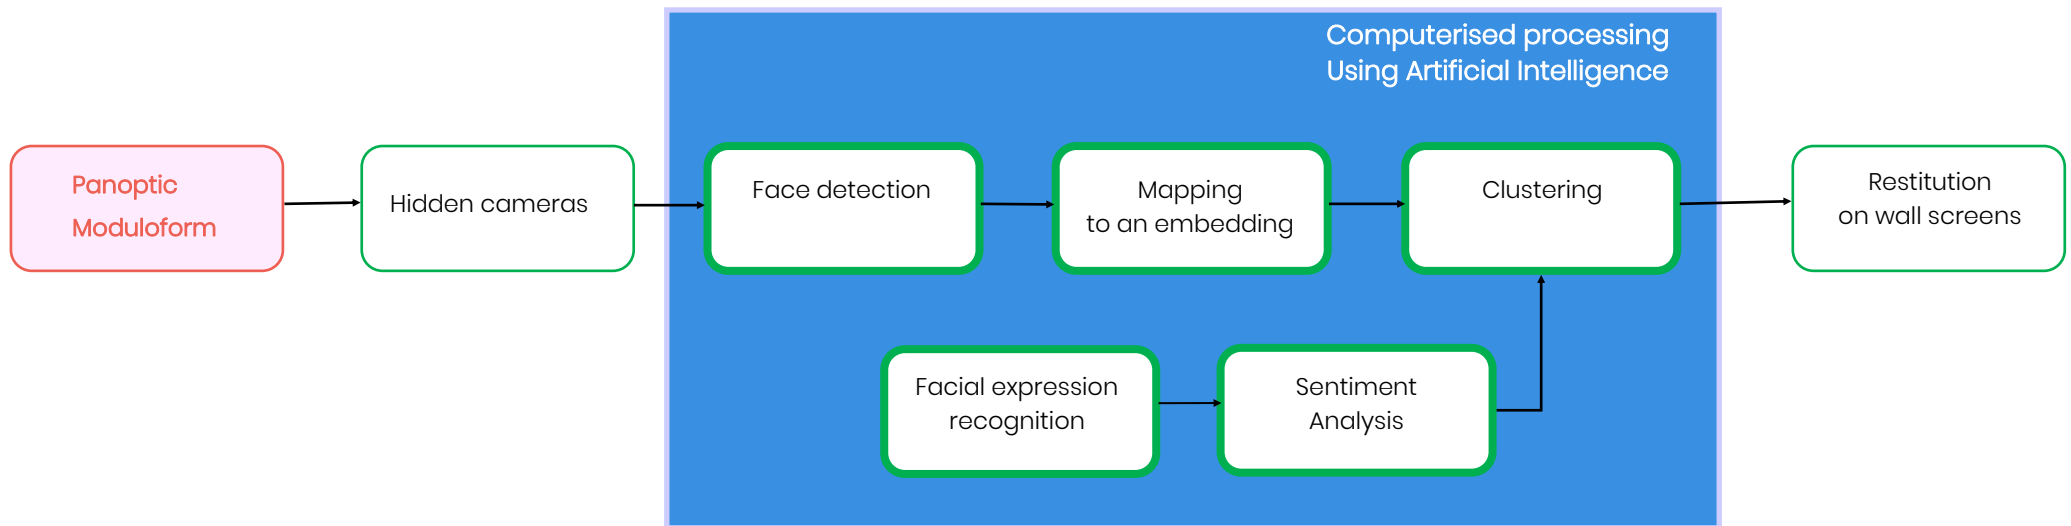 Computerised processing
Using Artificial Intelligence
Panoptic
Moduloform
Hidden cameras
Face detection
Mapping
to an embedding
Clustering
Restitution
on wall screens
Facial expression
recognition
Sentiment
Analysis